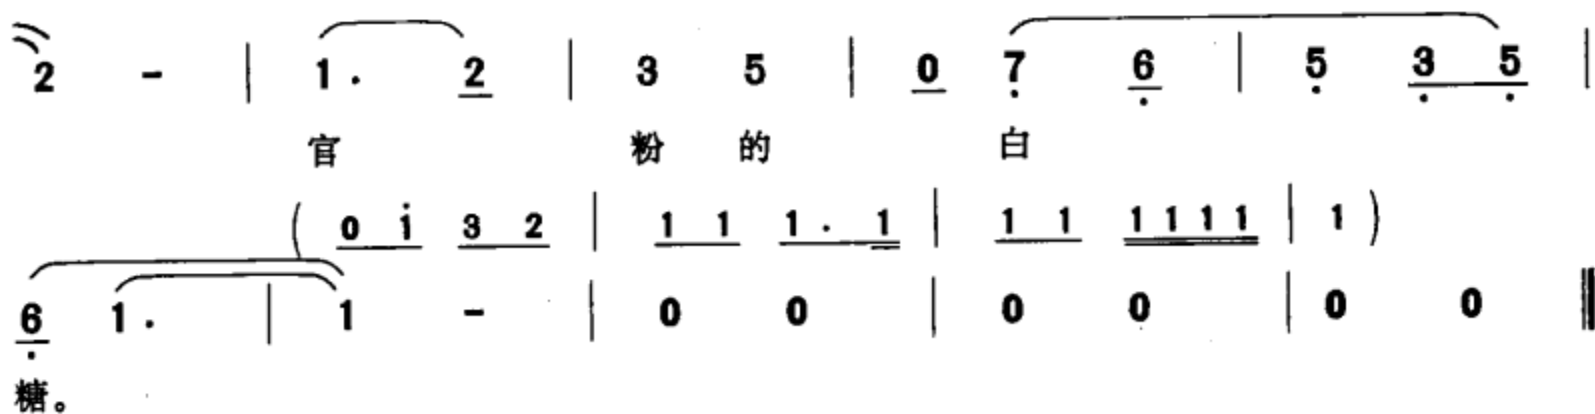 2 - | 1 · 2 | 3 5 | 0 7 6 | 5 3 5 |
官 粉 的 白
( 0 i 3 2 | 1 1 1 · 1 | 1 1 1 1 1 1 | 1 )
6 1 · | 1 - | 0 0 | 0 0 | 0 0 ‖
糖。